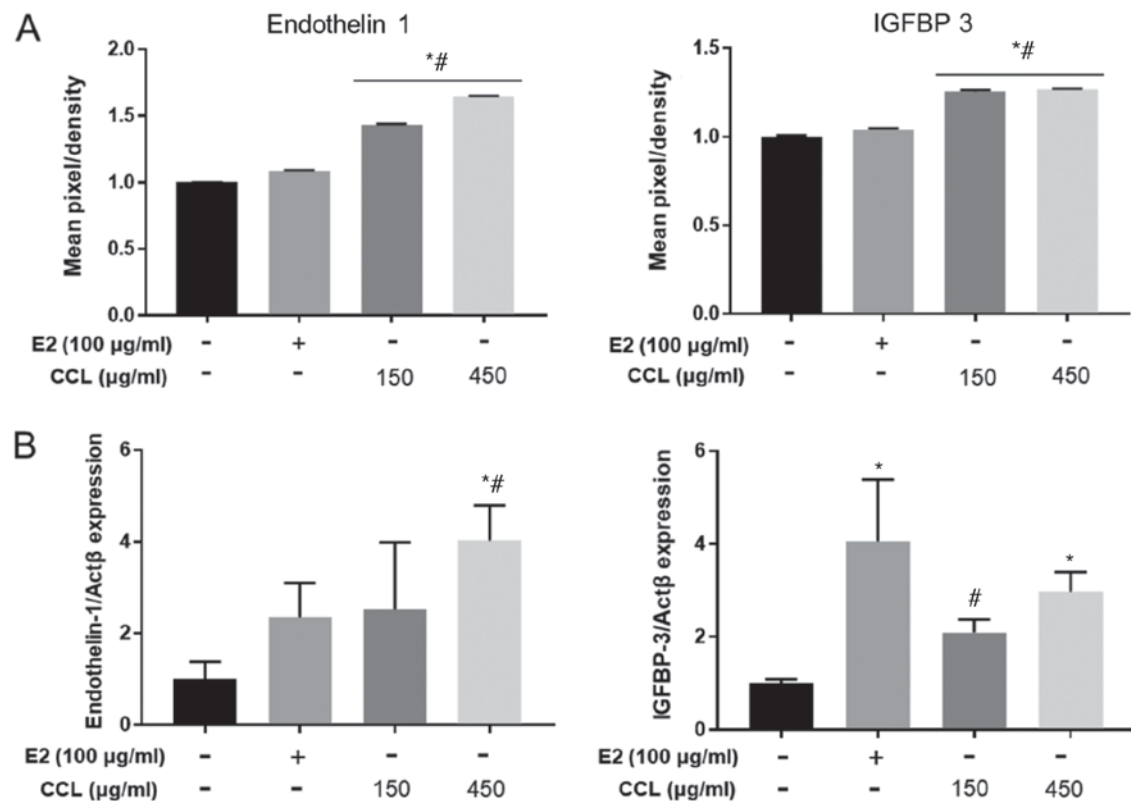 A
Endothelin 1
Mean pixel/density
2.0
1.5
1.0
0.5
0.0
*#
E2 (100 µg/ml) - + - -
CCL (µg/ml) - - 150 450
IGFBP 3
Mean pixel/density
1.5
1.0
0.5
0.0
*#
E2 (100 µg/ml) - + - -
CCL (µg/ml) - - 150 450
B
Endothelin-1/Actβ expression
6
4
2
0
*#
E2 (100 µg/ml) - + - -
CCL (µg/ml) - - 150 450
IGFBP-3/Actβ expression
6
4
2
0
*
#
*
E2 (100 µg/ml) - + - -
CCL (µg/ml) - - 150 450